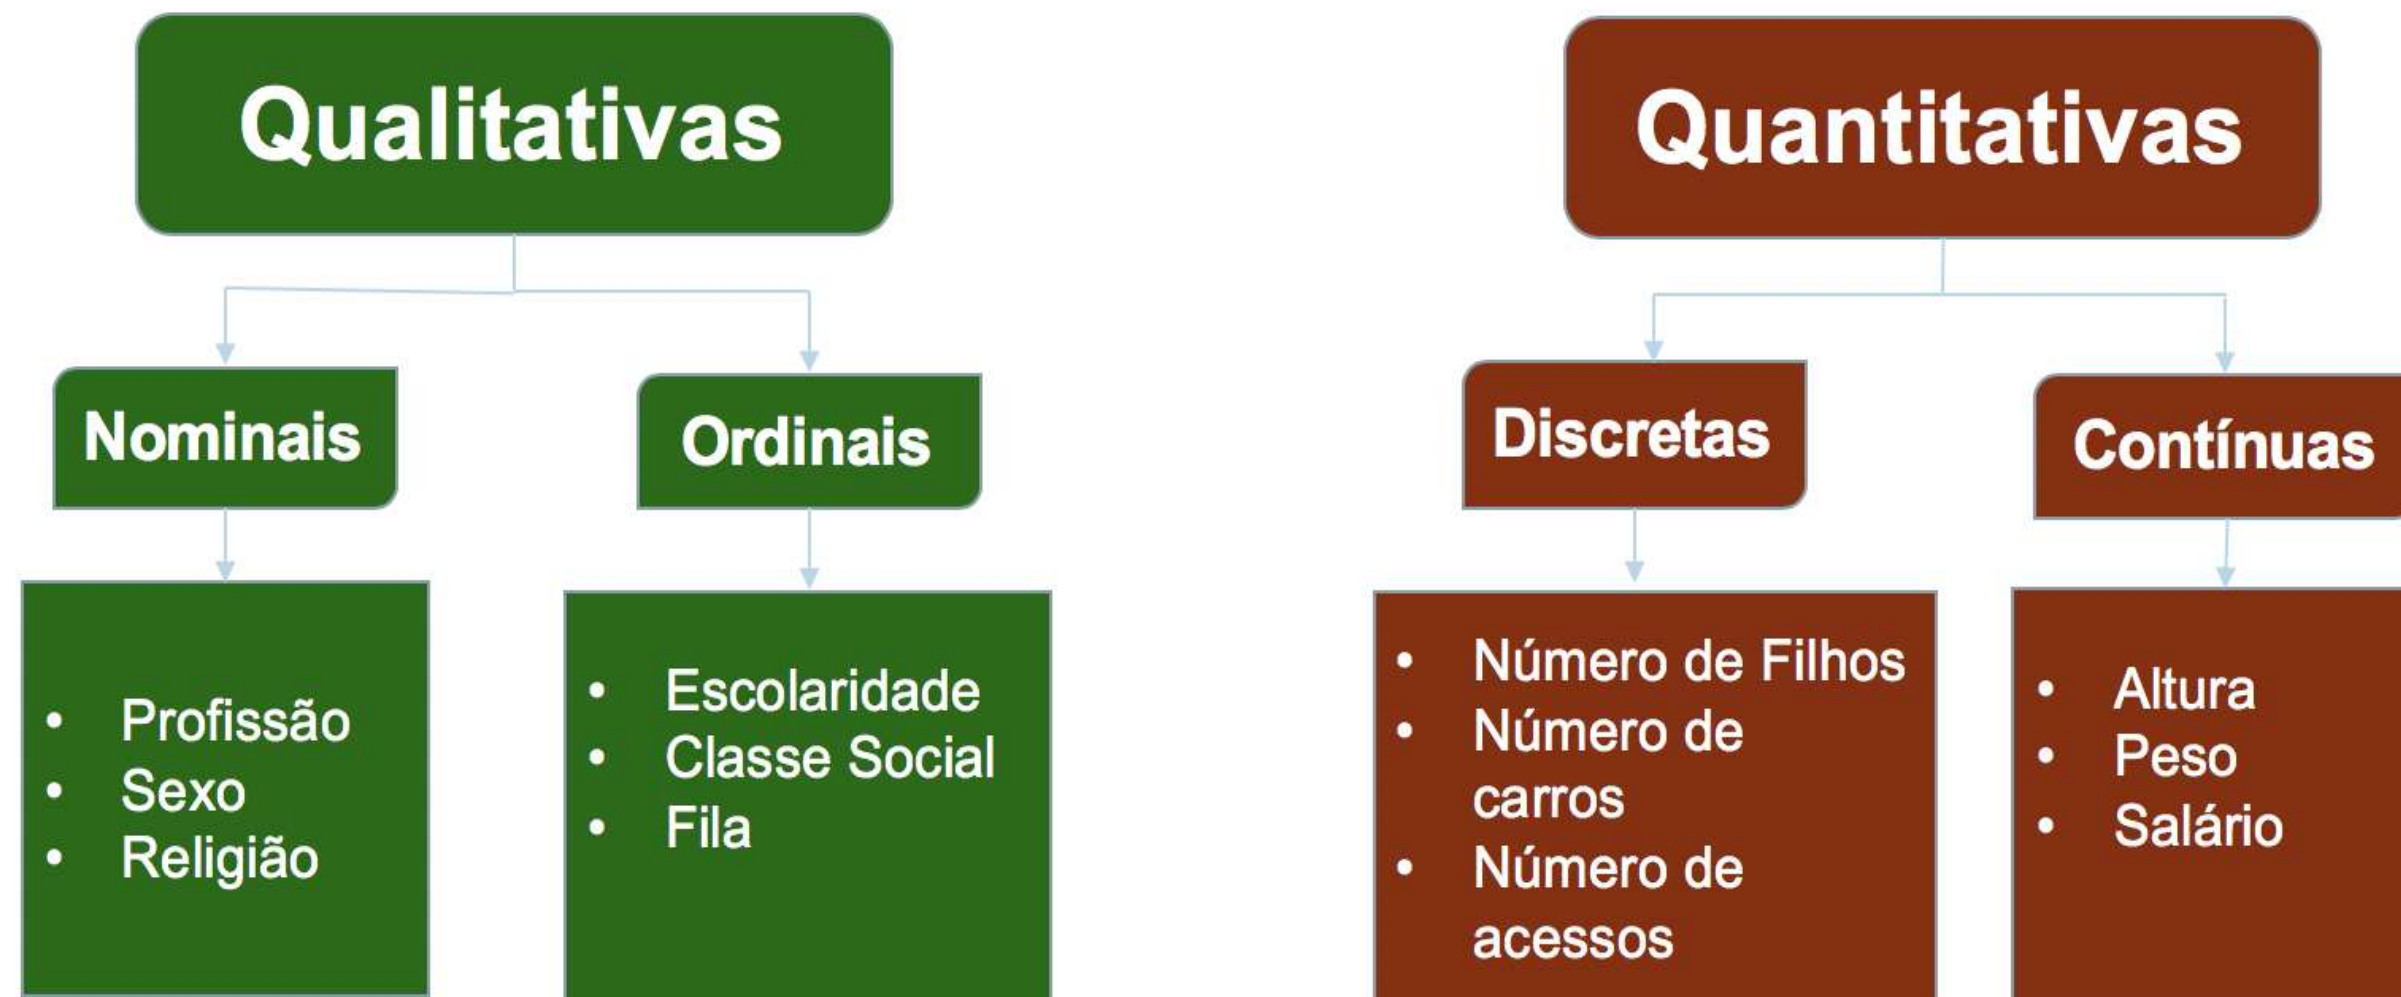 Qualitativas
Nominais
• Profissão
• Sexo
• Religião
Ordinais
• Escolaridade
• Classe Social
• Fila
Quantitativas
Discretas
• Número de Filhos
• Número de
carros
• Número de
acessos
Contínuas
• Altura
• Peso
• Salário